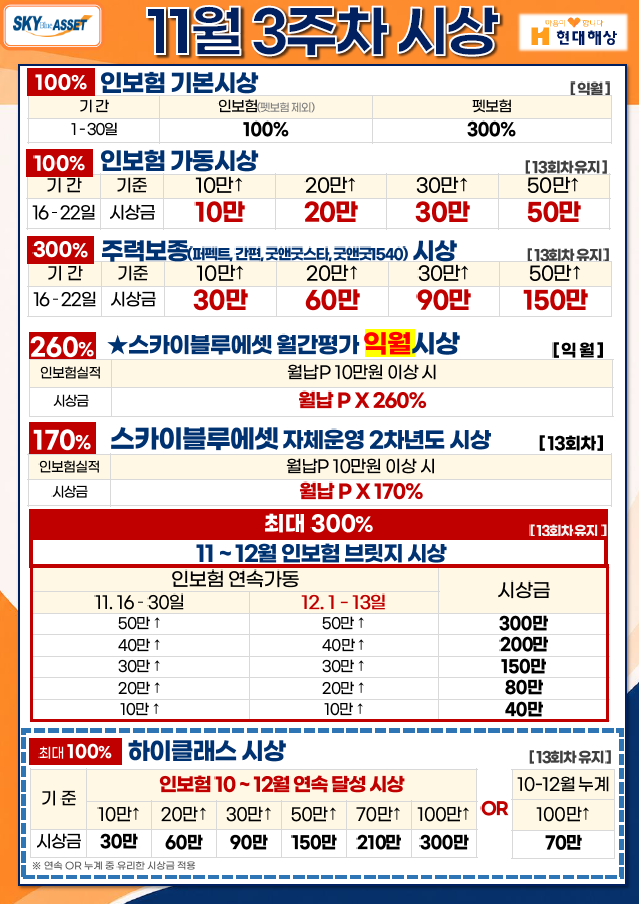 SKY Blue ASSET
11월 3주차 시상
마음이 합니다
현대해상
100% 인보험 기본시상 [익월]
기 간 인보험(펫보험 제외) 펫보험
1 - 30일 100% 300%
100% 인보험 가동시상 [13회차유지]
기 간 기준 10만↑ 20만↑ 30만↑ 50만↑
16 - 22일 시상금 10만 20만 30만 50만
300% 주력보종(퍼펙트, 간편, 굿앤굿스타, 굿앤굿1540) 시상 [13회차 유지]
기 간 기준 10만↑ 20만↑ 30만↑ 50만↑
16 - 22일 시상금 30만 60만 90만 150만
260% ★스카이블루에셋 월간평가 익월시상 [익월]
인보험실적 월납P 10만원 이상 시
시상금 월납 P X 260%
170% 스카이블루에셋 자체운영 2차년도 시상 [13회차]
인보험실적 월납P 10만원 이상 시
시상금 월납 P X 170%
최대 300% [13회차유지]
11 ~ 12월 인보험 브릿지 시상
인보험 연속가동 시상금
11. 16 - 30일 12. 1 - 13일
50만 ↑ 50만 ↑ 300만
40만 ↑ 40만 ↑ 200만
30만 ↑ 30만 ↑ 150만
20만 ↑ 20만 ↑ 80만
10만 ↑ 10만 ↑ 40만
최대 100% 하이클래스 시상 [13회차 유지]
기 준 인보험 10 ~ 12월 연속 달성 시상 OR 10-12월 누계
10만↑ 20만↑ 30만↑ 50만↑ 70만↑ 100만↑ 100만↑
시상금 30만 60만 90만 150만 210만 300만 70만
※ 연속 OR 누계 중 유리한 시상금 적용